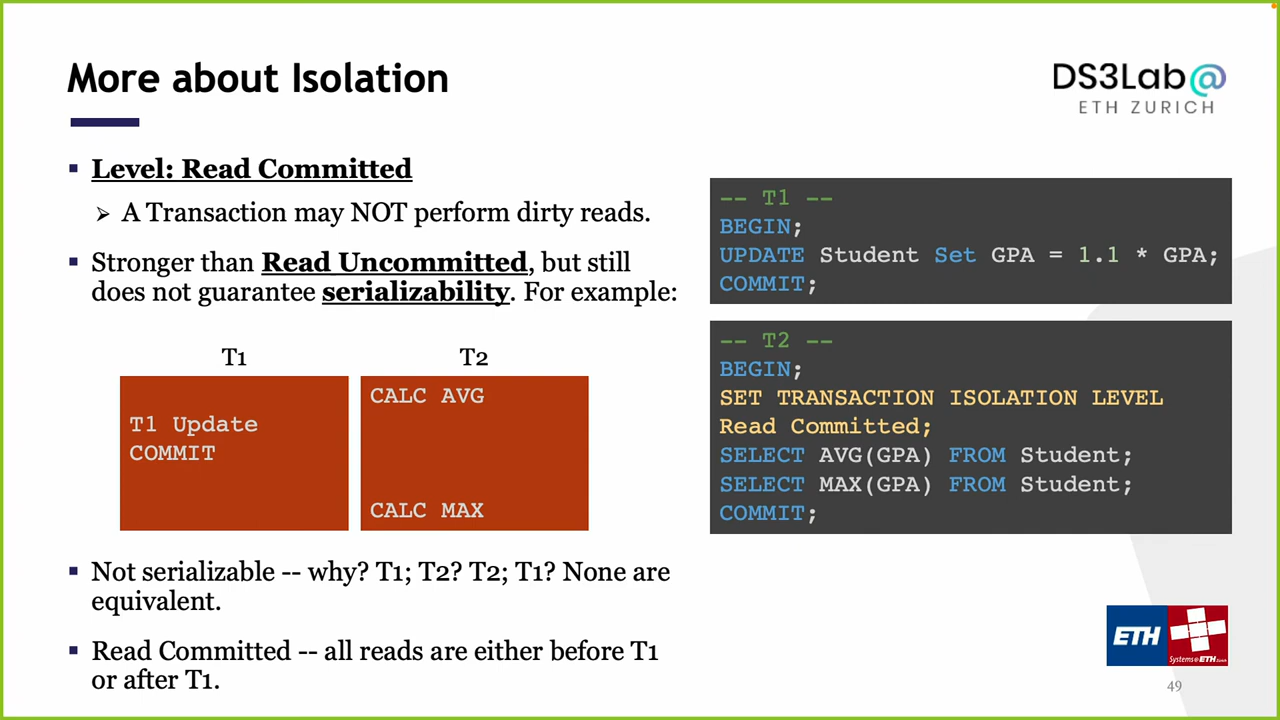 More about Isolation
DS3Lab@
ETH ZURICH
▪ Level: Read Committed
➢ A Transaction may NOT perform dirty reads.
▪ Stronger than Read Uncommitted, but still
does not guarantee serializability. For example:
T1
T2
T1 Update
COMMIT
CALC AVG
CALC MAX
▪ Not serializable -- why? T1; T2? T2; T1? None are
equivalent.
▪ Read Committed -- all reads are either before T1
or after T1.
-- T1 --
BEGIN;
UPDATE Student Set GPA = 1.1 * GPA;
COMMIT;
-- T2 --
BEGIN;
SET TRANSACTION ISOLATION LEVEL
Read Committed;
SELECT AVG(GPA) FROM Student;
SELECT MAX(GPA) FROM Student;
COMMIT;
ETH
Systems@ETH Zurich
49